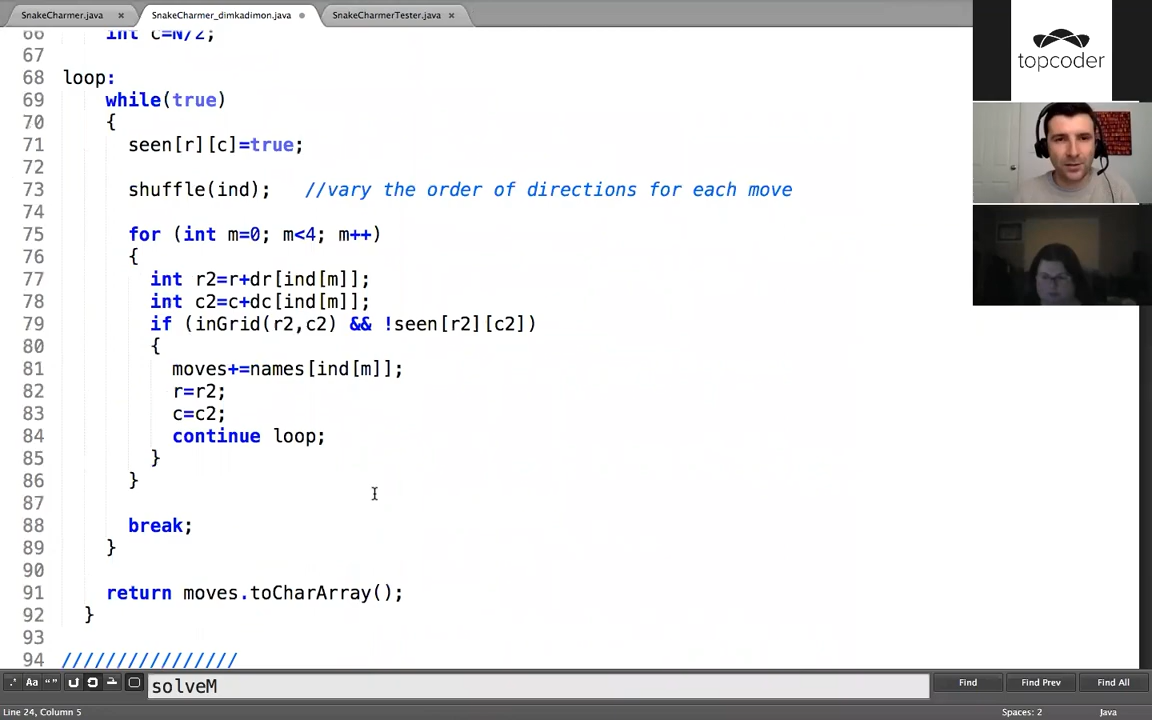 SnakeCharmer.java × SnakeCharmer_dimkadimon.java SnakeCharmerTester.java ×
topcoder
66 int c=N/2;
67
68 loop:
69 while(true)
70 {
71 seen[r][c]=true;
72
73 shuffle(ind); //vary the order of directions for each move
74
75 for (int m=0; m<4; m++)
76 {
77 int r2=r+dr[ind[m]];
78 int c2=c+dc[ind[m]];
79 if (inGrid(r2,c2) && !seen[r2][c2])
80 {
81 moves+=names[ind[m]];
82 r=r2;
83 c=c2;
84 continue loop;
85 }
86 }
87
88 break;
89 }
90
91 return moves.toCharArray();
92 }
93
94 ////////////////
.* Aa “” solveM Find Find Prev Find All
Line 24, Column 5 Spaces: 2 Java